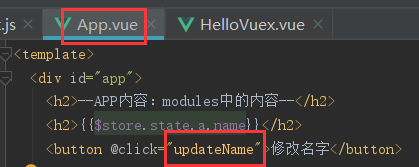 .js App.vue × HelloVuex.vue ×
<template>
<div id="app">
<h2>--APP内容：modules中的内容--</h2>
<h2>{{$store.state.a.name}}</h2>
<button @click="updateName">修改名字</button>